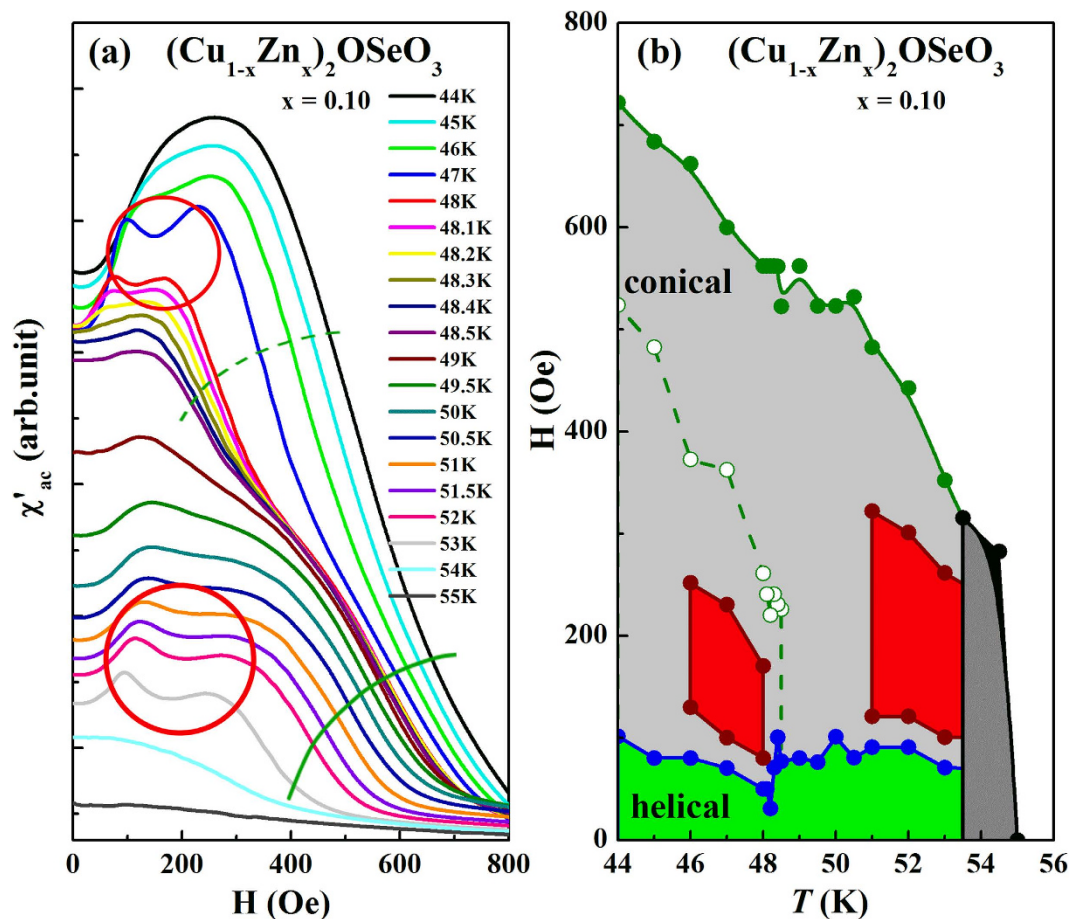 (a) (Cu1-xZnx)2OSeO3
x = 0.10
44K
45K
46K
47K
48K
48.1K
48.2K
48.3K
48.4K
48.5K
49K
49.5K
50K
50.5K
51K
51.5K
52K
53K
54K
55K
χ'ac (arb.unit)
0 200 400 600 800
H (Oe)
(b) (Cu1-xZnx)2OSeO3
x = 0.10
800
600
400
200
0
H (Oe)
conical
helical
44 46 48 50 52 54 56
T (K)